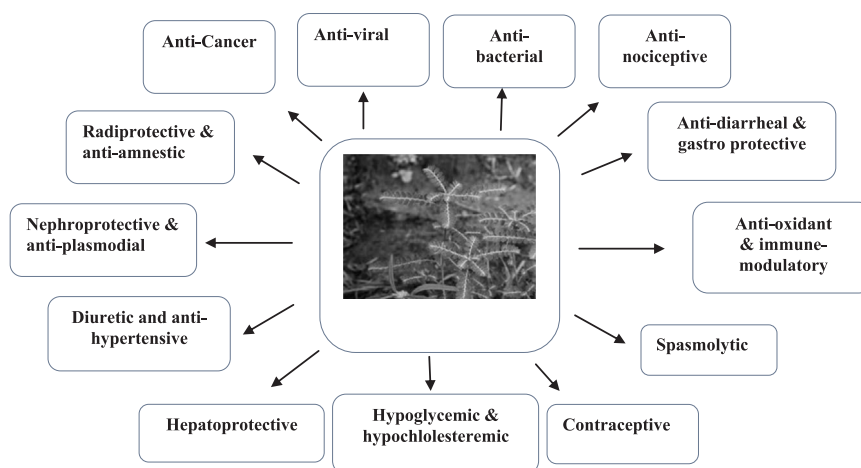 Anti-Cancer
Anti-viral
Anti-
bacterial
Anti-
nociceptive
Radiprotective &
anti-amnestic
Anti-diarrheal &
gastro protective
Nephroprotective &
anti-plasmodial
Anti-oxidant
& immune-
modulatory
Diuretic and anti-
hypertensive
Spasmolytic
Hepatoprotective
Hypoglycemic &
hypochlolesteremic
Contraceptive